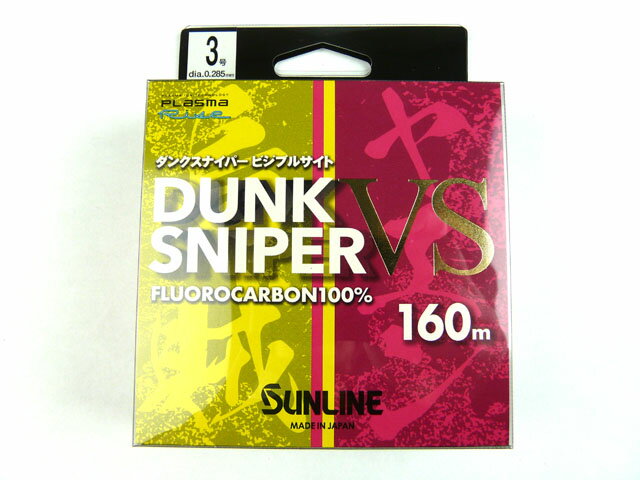 3号
dia.0.285mm
PLASMA
Rise
ダンクスナイパー ビジブルサイト
DUNK
SNIPER VS
FLUOROCARBON100%
160m
SUNLINE
MADE IN JAPAN